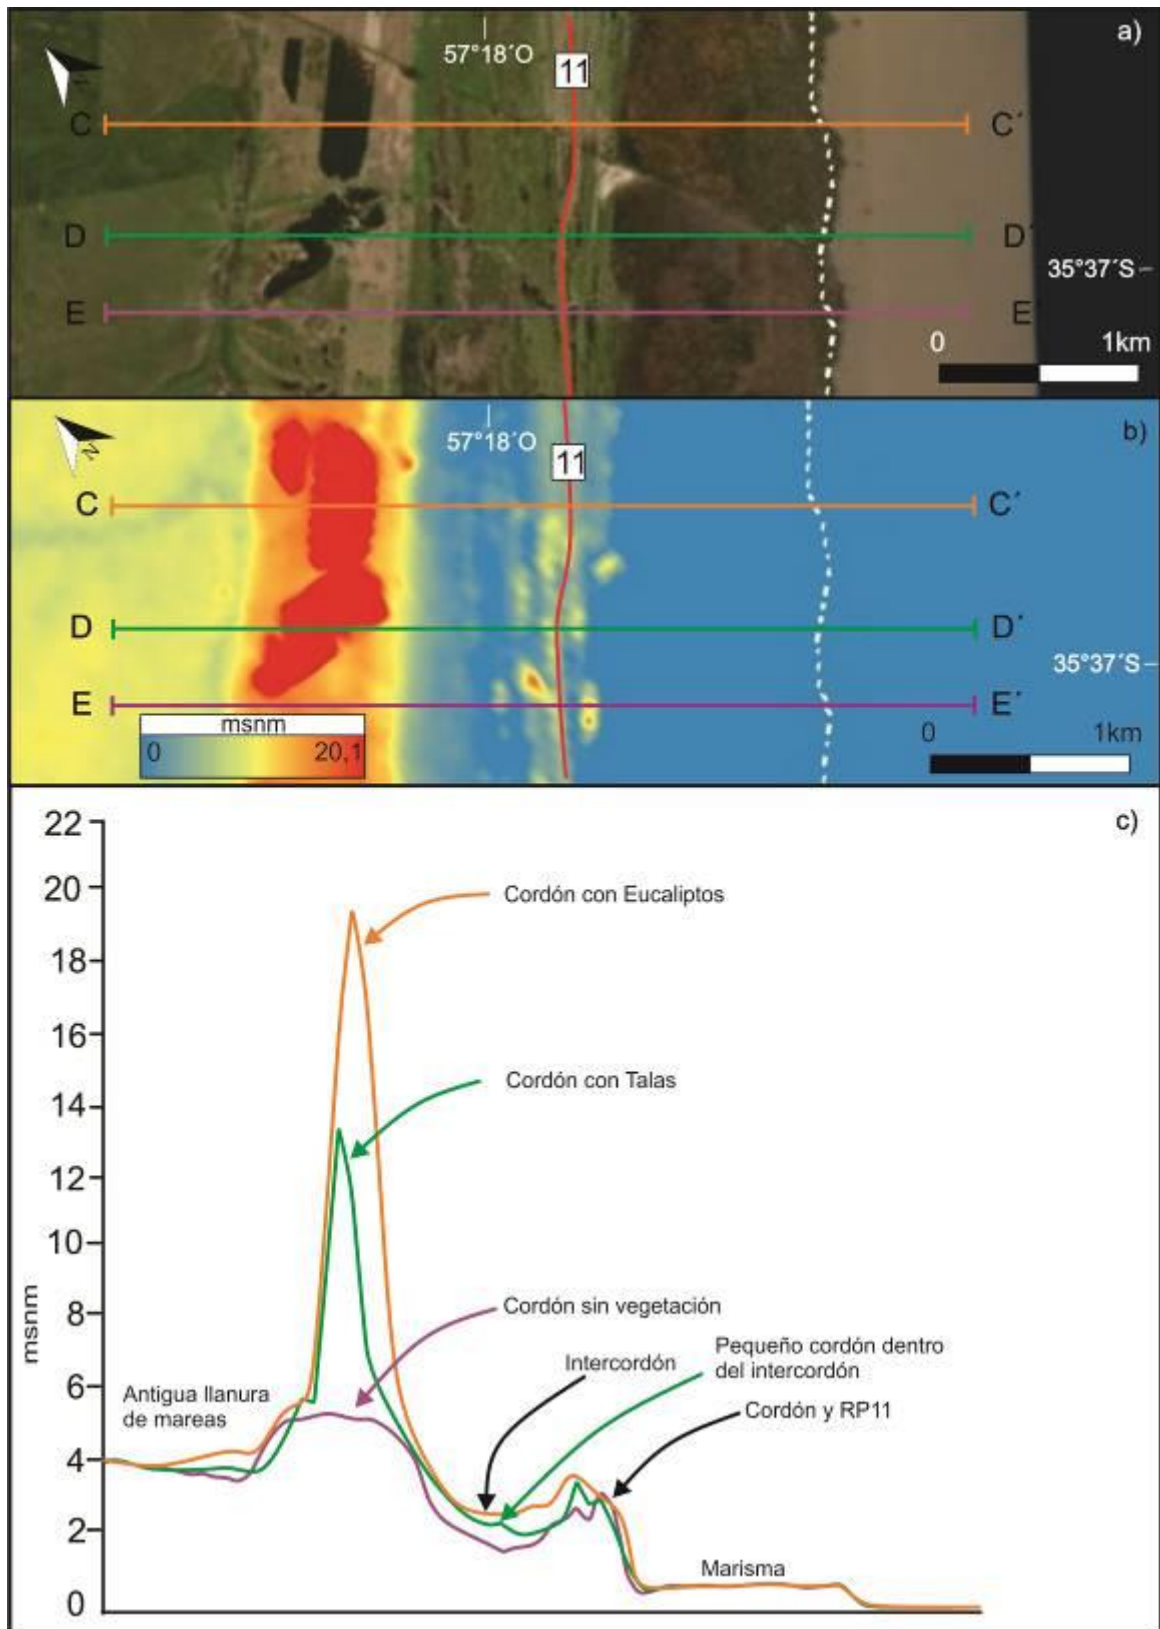 a)
57°18´O
11
C
C´
D
D´
35°37´S
E
E
0
1km
b)
57°18´O
N
11
C
C´
D
D´
35°37´S
E
E´
msnm
0
20,1
0
1km
c)
22
20
18
16
14
12
10
8
6
4
2
0
msnm
Cordón con Eucaliptos
Cordón con Talas
Cordón sin vegetación
Pequeño cordón dentro
del intercordón
Intercordón
Cordón y RP11
Antigua llanura
de mareas
Marisma